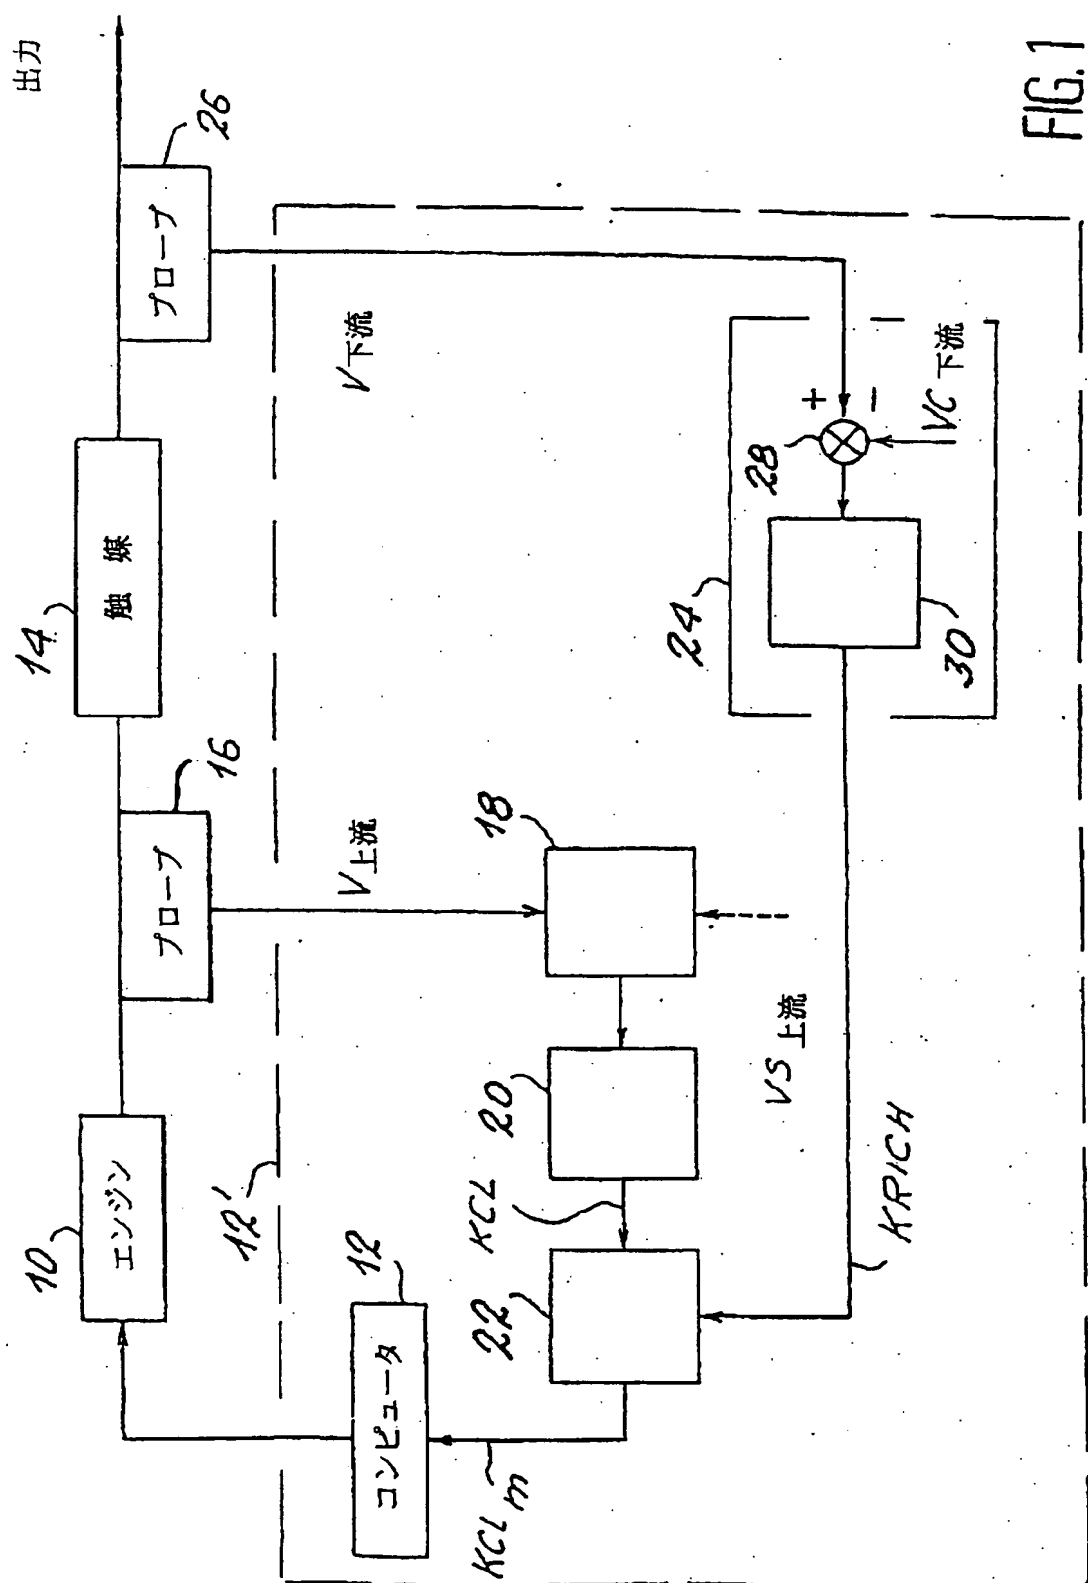 出力
26
プローブ
V下流
14
触媒
16
プローブ
V上流
18
20
KCL
10
エンジン
12'
12
コンピュータ
22
KCLm
VS上流
KRICH
24
28
+
−
VC下流
30
FIG. 1